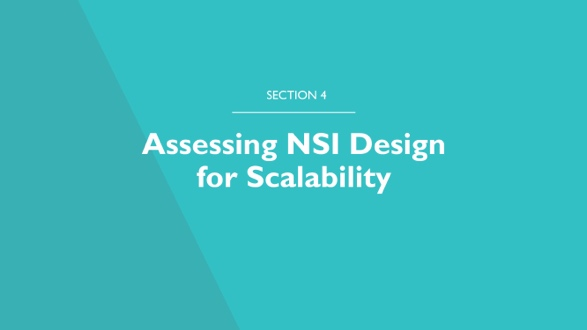 SECTION 4
Assessing NSI Design
for Scalability